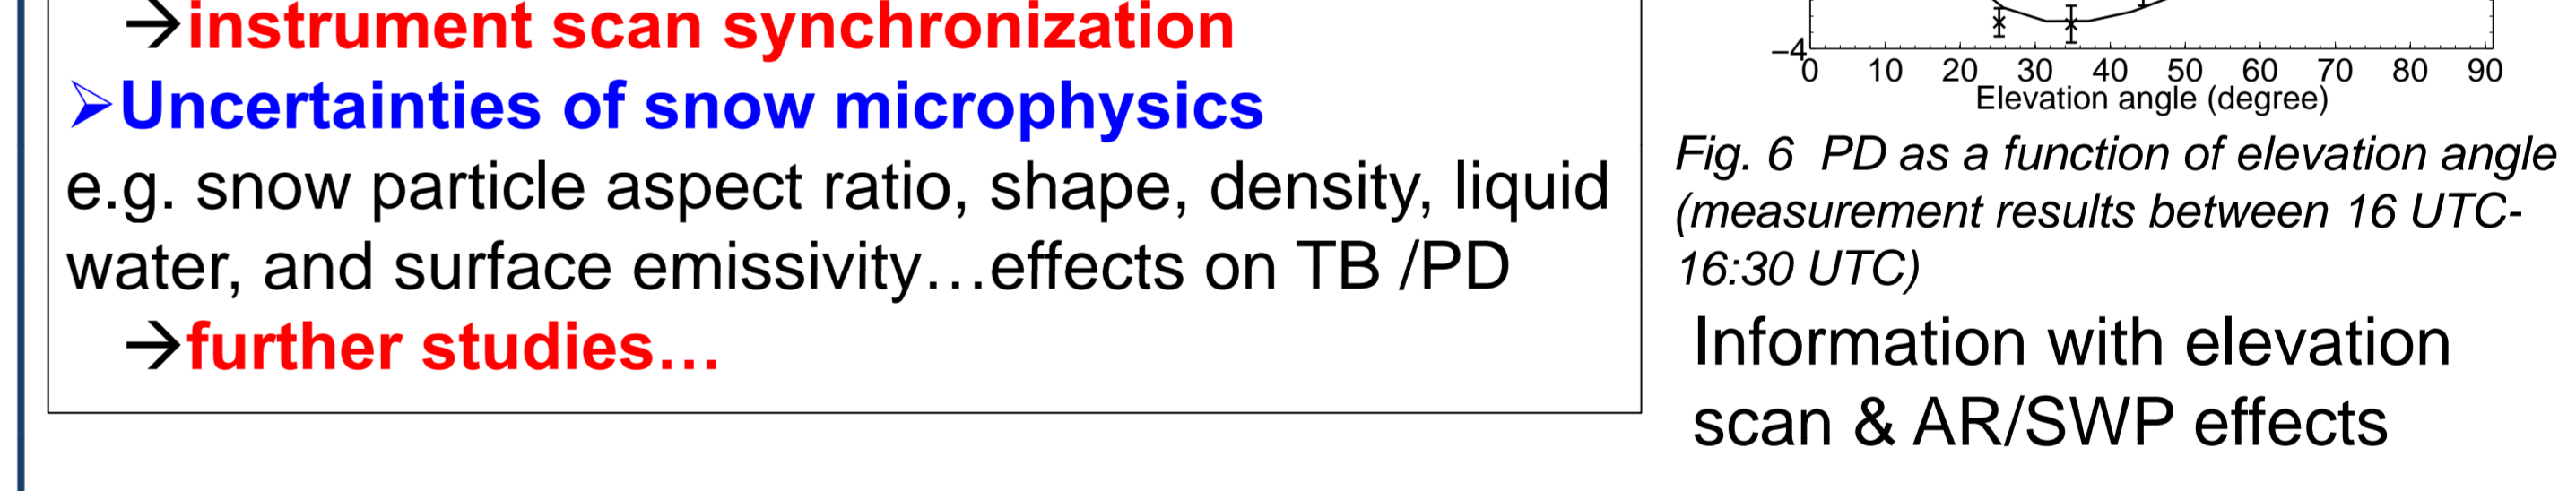 →instrument scan synchronization
➢Uncertainties of snow microphysics
e.g. snow particle aspect ratio, shape, density, liquid
water, and surface emissivity…effects on TB /PD
→further studies…
−4
0 10 20 30 40 50 60 70 80 90
Elevation angle (degree)
Fig. 6 PD as a function of elevation angle
(measurement results between 16 UTC-
16:30 UTC)
Information with elevation
scan & AR/SWP effects